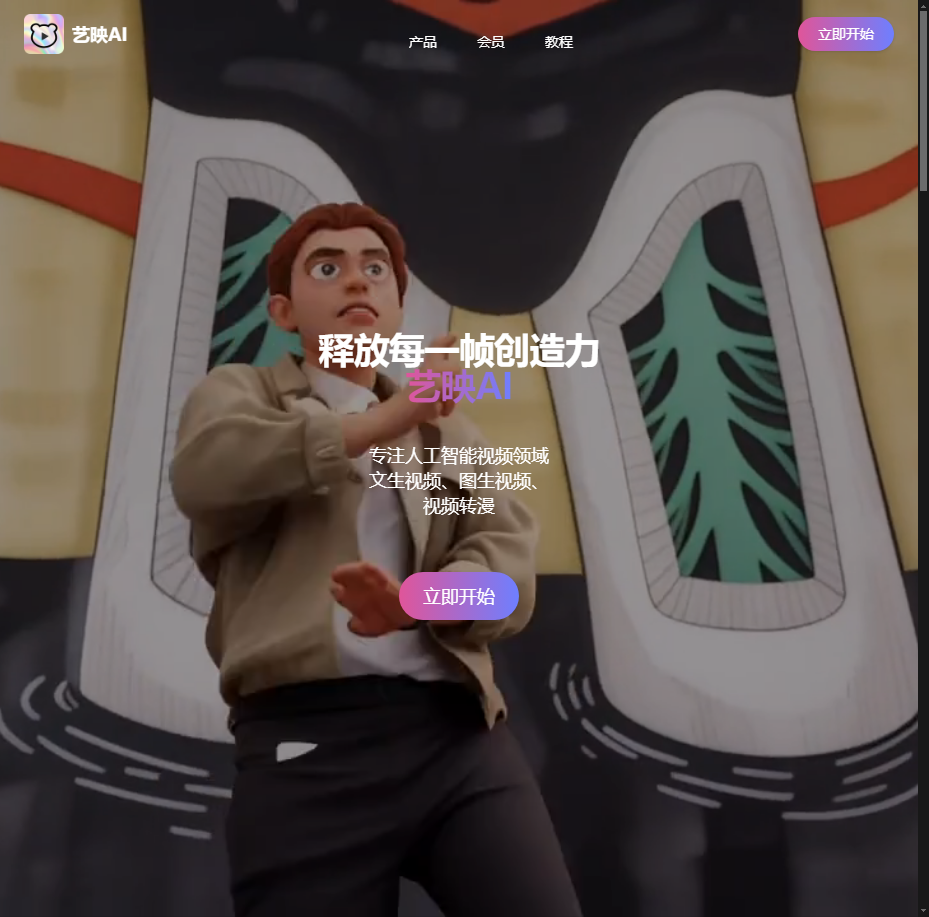 艺映AI
产品 会员 教程
立即开始
释放每一帧创造力
艺映AI
专注人工智能视频领域
文生视频、图生视频、
视频转漫
立即开始